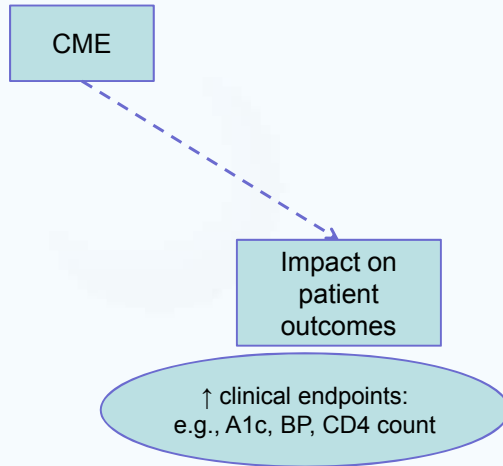 CME
Impact on
patient
outcomes
↑ clinical endpoints:
e.g., A1c, BP, CD4 count